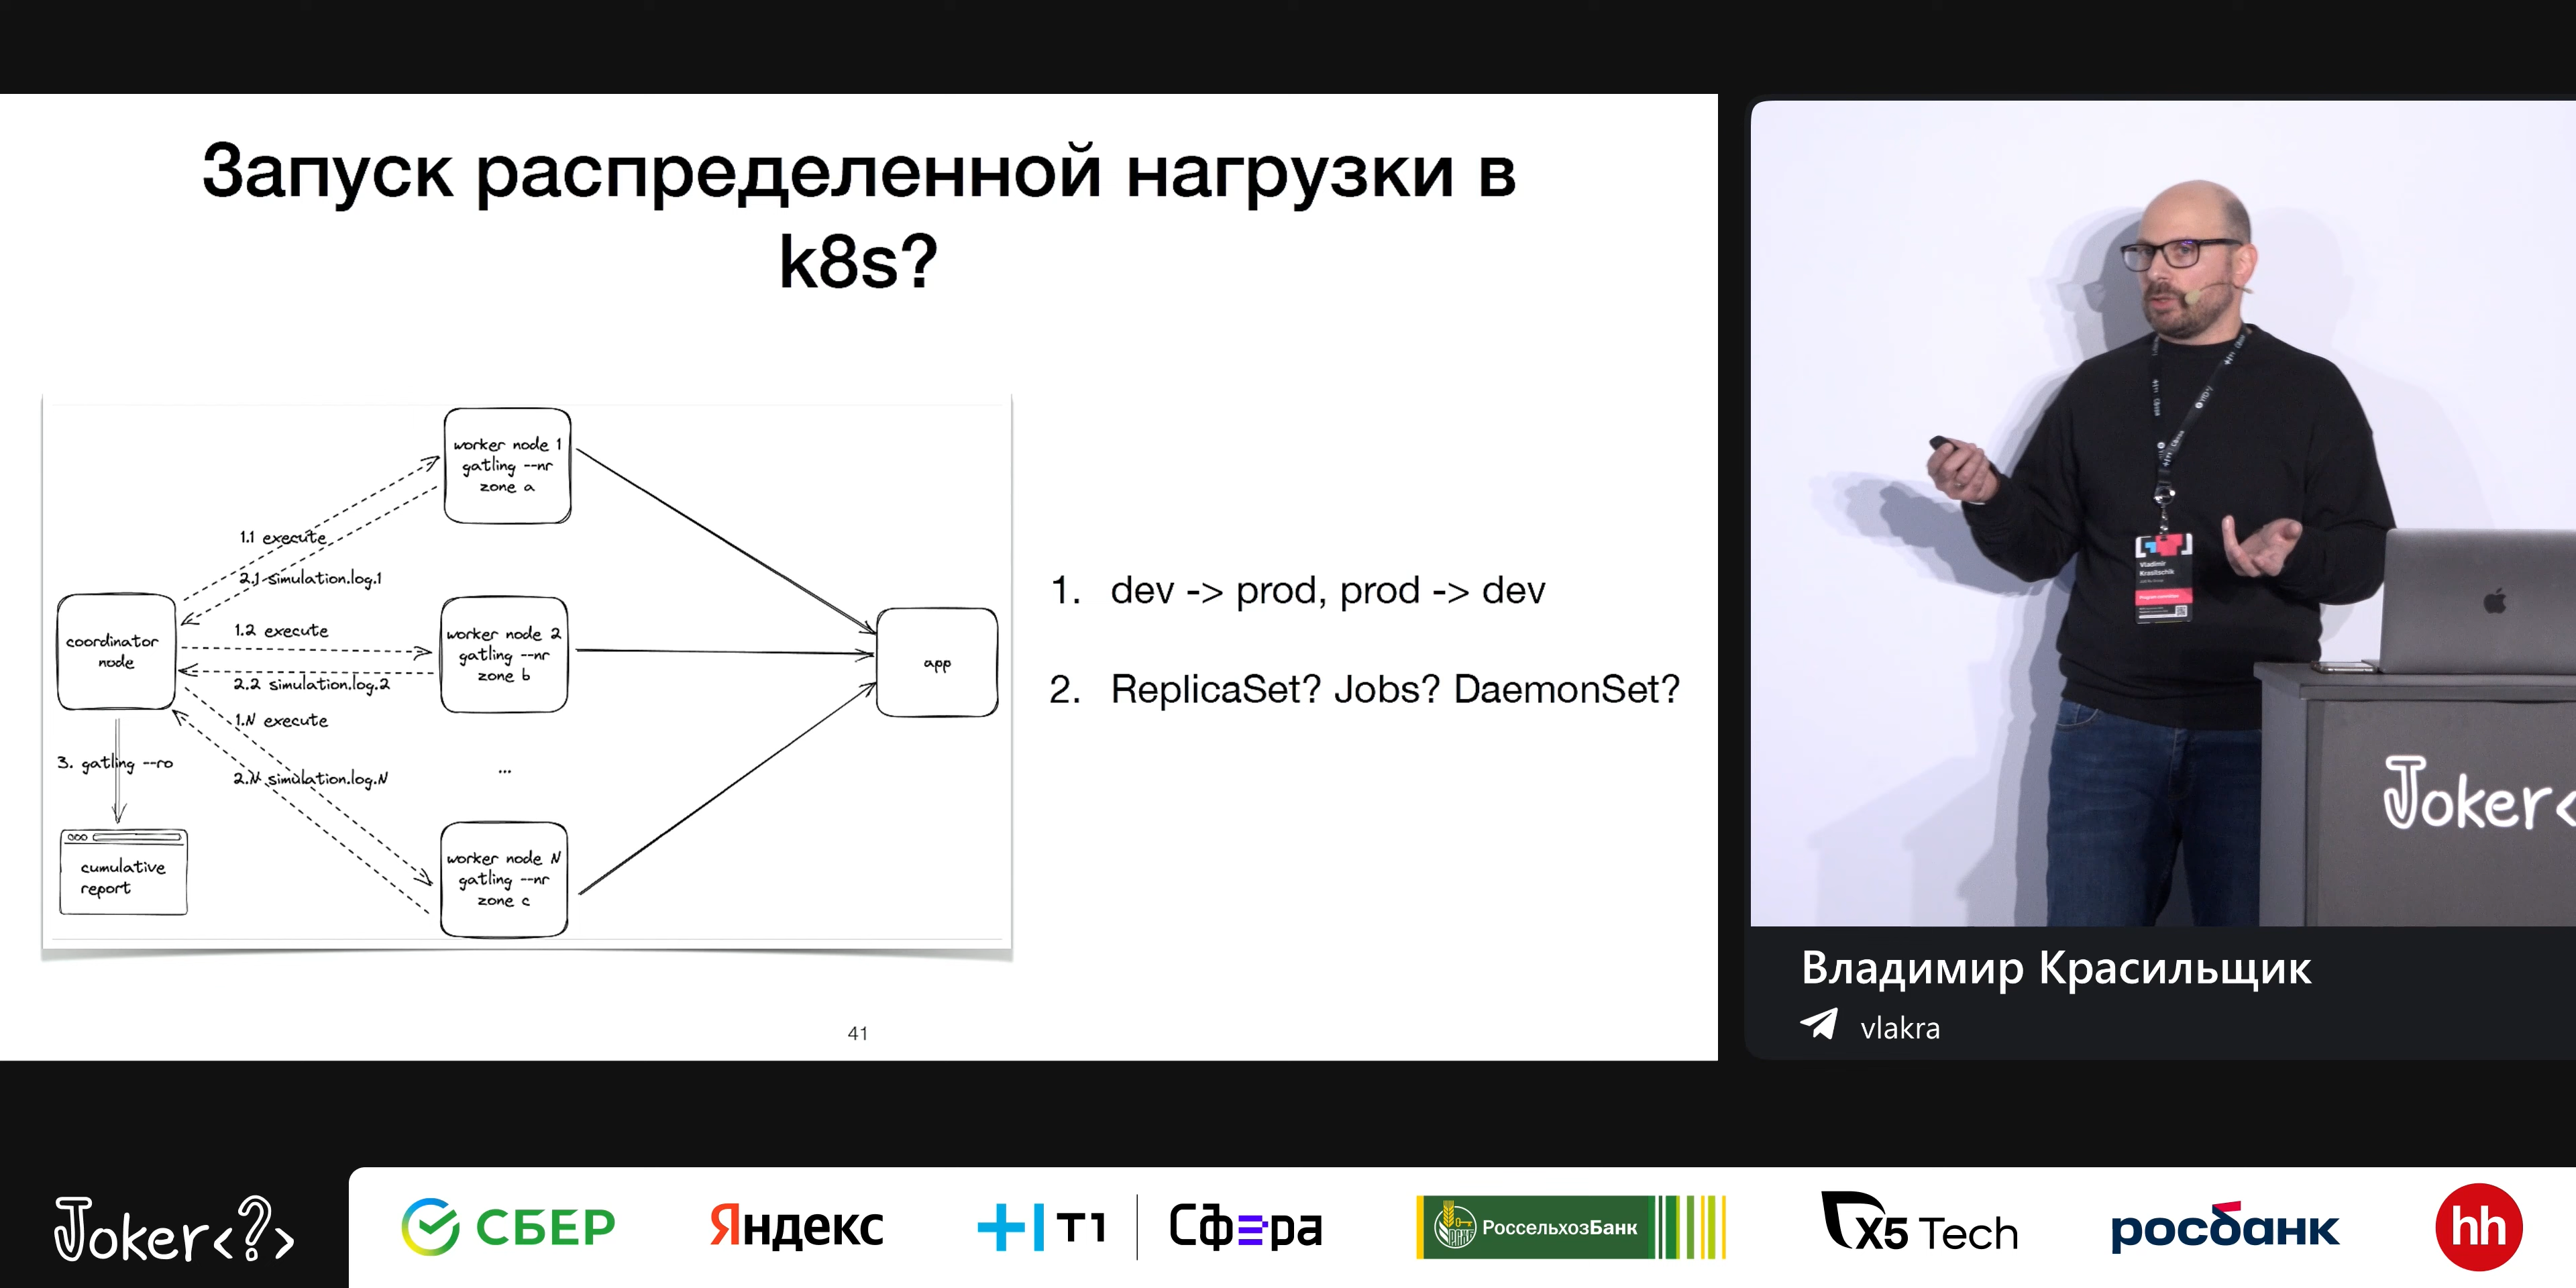 Запуск распределенной нагрузки в
k8s?
worker node 1
gatling --nr
zone a
1.1 execute
2.1 simulation.log.1
coordinator
node
1.2 execute
2.2 simulation.log.2
worker node 2
gatling --nr
zone b
app
1.N execute
3. gatling --ro
2.N simulation.log.N
...
cumulative
report
worker node N
gatling --nr
zone c
1. dev -> prod, prod -> dev
2. ReplicaSet? Jobs? DaemonSet?
41
Vladimir
Krasilschik
Joker<
Владимир Красильщик
vlakra
Joker<?>
СБЕР
Яндекс
Т1
Сфера
РоссельхозБанк
X5 Tech
росбанк
hh